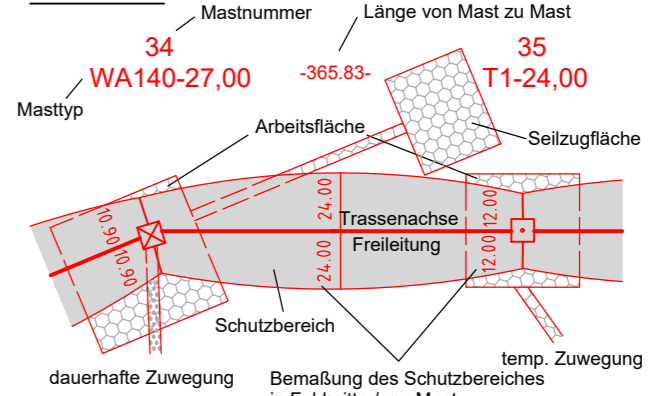 Mastnummer
Länge von Mast zu Mast
34
35
WA140-27,00
-365.83-
T1-24,00
Masttyp
Arbeitsfläche
Seilzugfläche
10.90
24.00
12.00
Trassenachse
Freileitung
10.90
24.00
12.00
Schutzbereich
temp. Zuwegung
dauerhafte Zuwegung
Bemaßung des Schutzbereiches